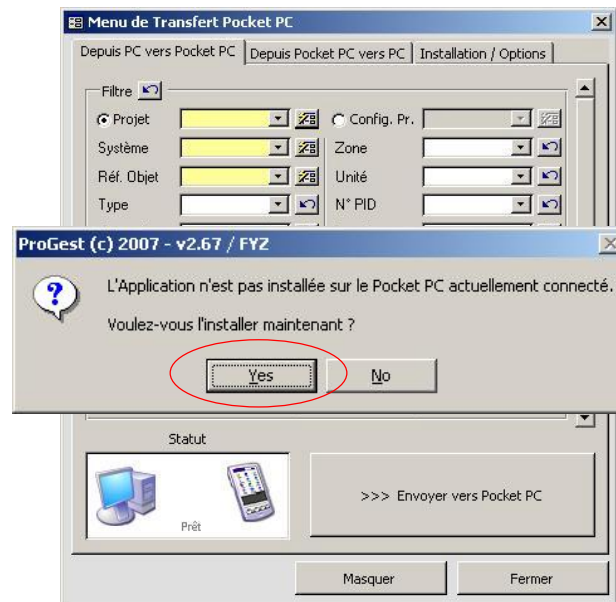 Menu de Transfert Pocket PC
Depuis PC vers Pocket PC Depuis Pocket PC vers PC Installation / Options
Filtre
Projet Config. Pr.
Système Zone
Réf. Objet Unité
Type N° PID
ProGest (c) 2007 - v2.67 / FYZ
L'Application n'est pas installée sur le Pocket PC actuellement connecté.
Voulez-vous l'installer maintenant ?
Yes No
Statut
>>> Envoyer vers Pocket PC
Prêt
Masquer Fermer